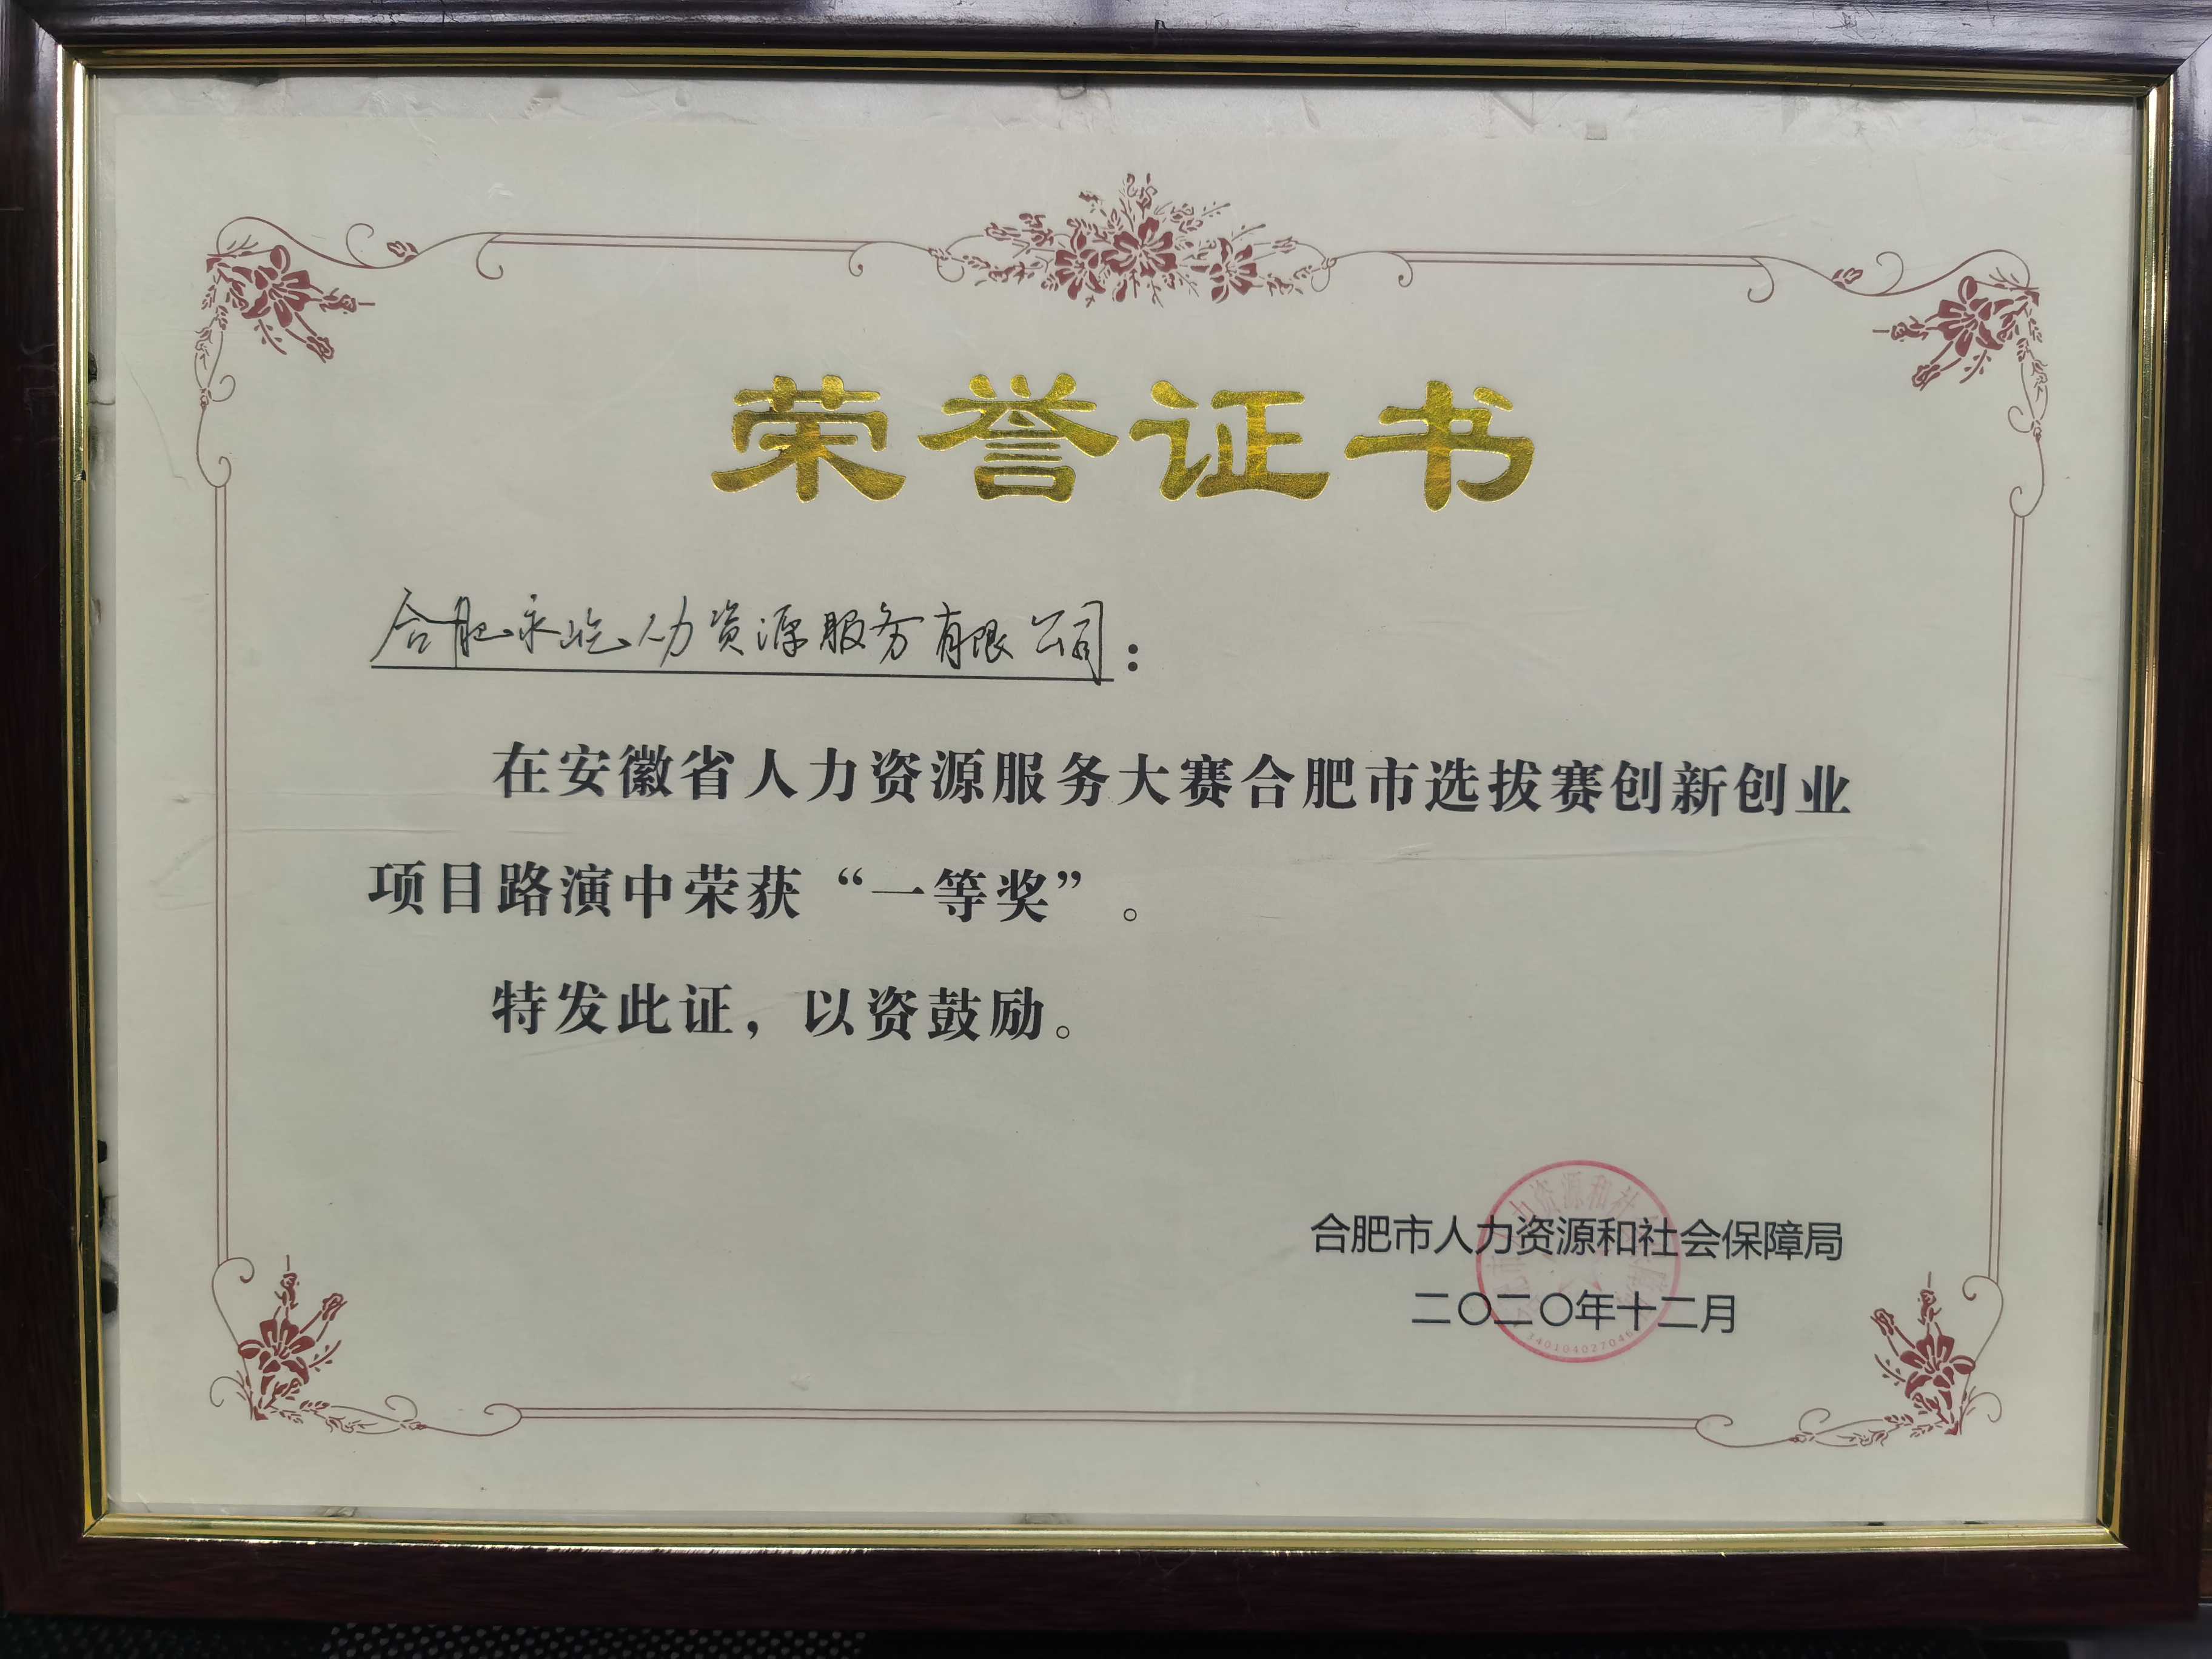 荣誉证书
合肥永屹人力资源服务有限公司：
在安徽省人力资源服务大赛合肥市选拔赛创新创业
项目路演中荣获“一等奖”。
特发此证，以资鼓励。
合肥市人力资源和社会保障局
二〇二〇年十二月